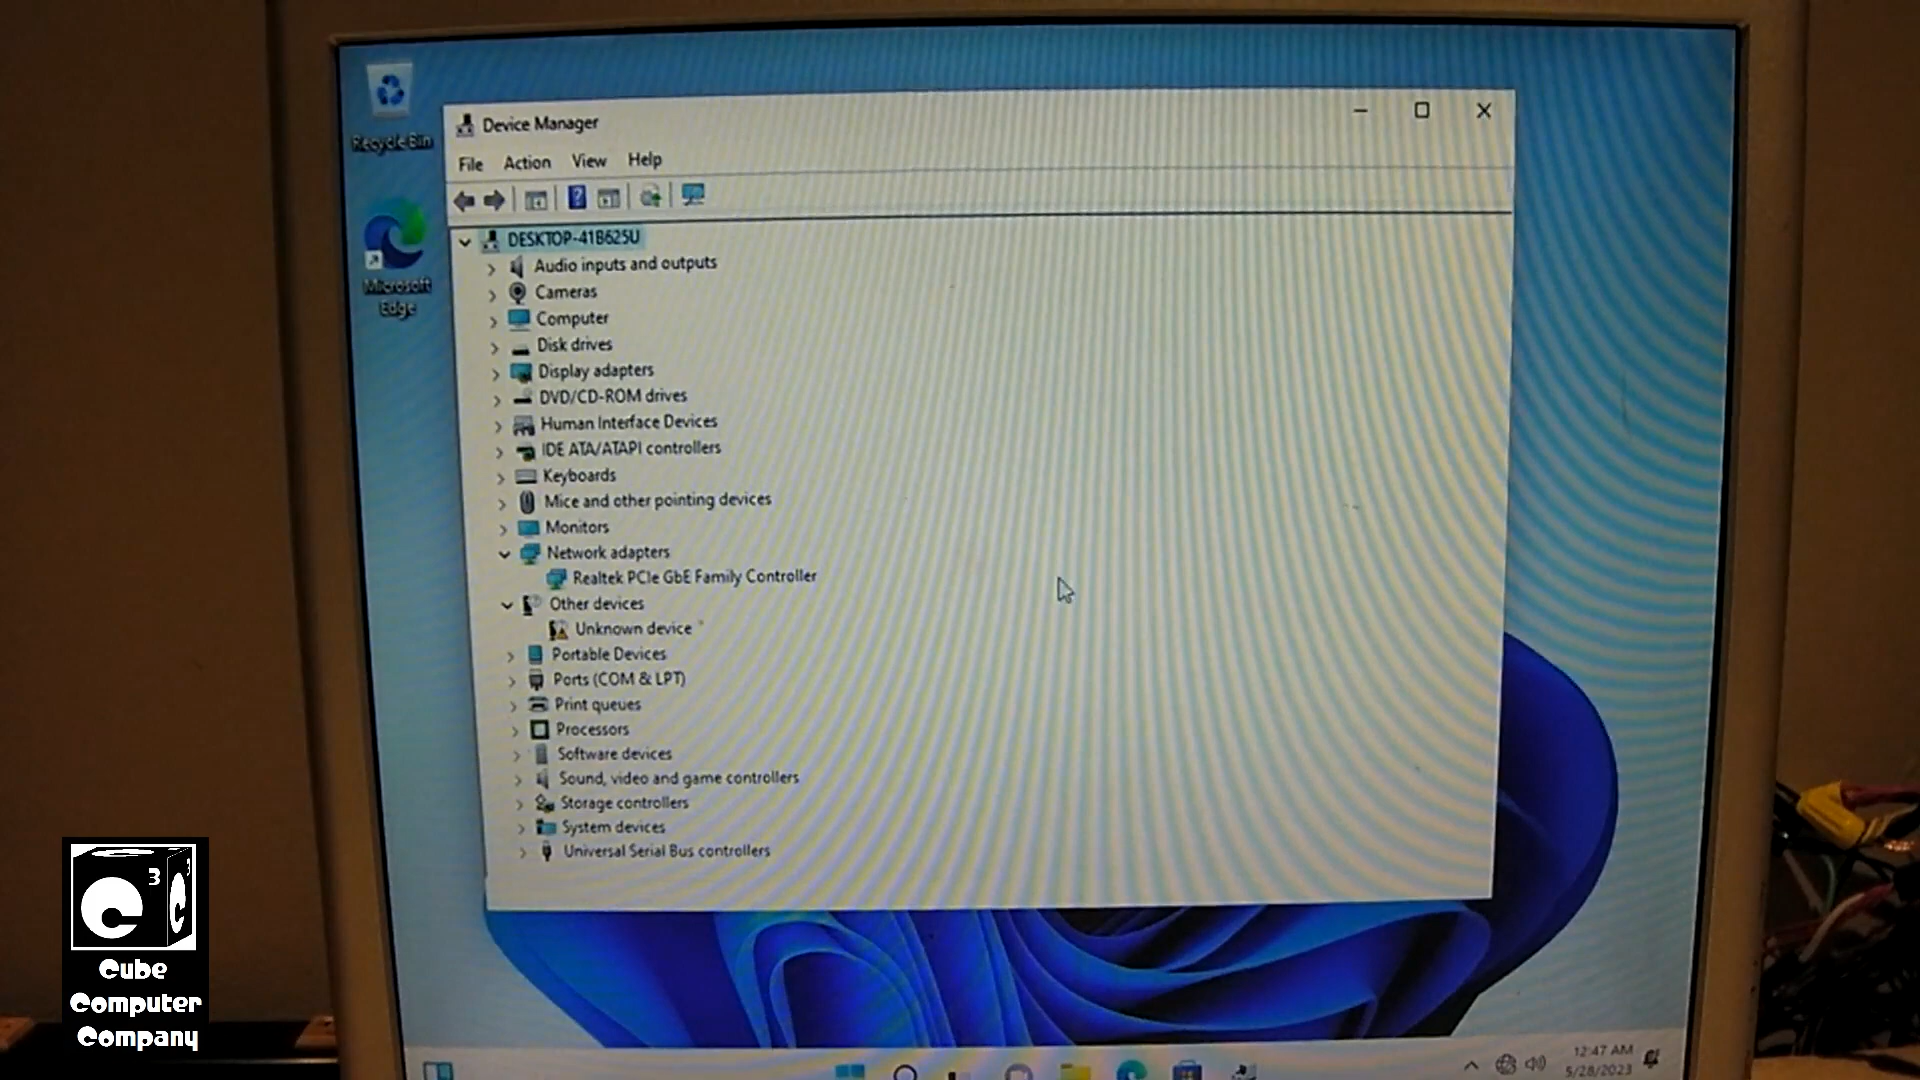 Recycle Bin
Microsoft
Edge
Device Manager
File Action View Help
DESKTOP-41B625U
Audio inputs and outputs
Cameras
Computer
Disk drives
Display adapters
DVD/CD-ROM drives
Human Interface Devices
IDE ATA/ATAPI controllers
Keyboards
Mice and other pointing devices
Monitors
Network adapters
Realtek PCIe GbE Family Controller
Other devices
Unknown device
Portable Devices
Ports (COM & LPT)
Print queues
Processors
Software devices
Sound, video and game controllers
Storage controllers
System devices
Universal Serial Bus controllers
12:47 AM
5/28/2023
C3
C3
Cube
Computer
Company